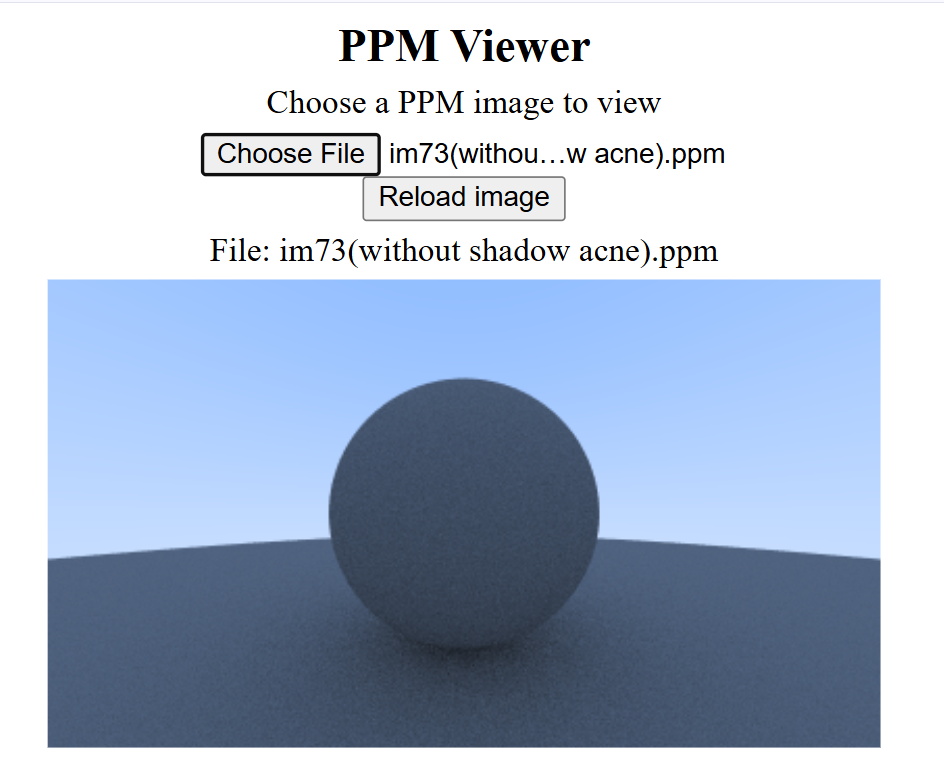 PPM Viewer
Choose a PPM image to view
Choose File im73(withou…w acne).ppm
Reload image
File: im73(without shadow acne).ppm